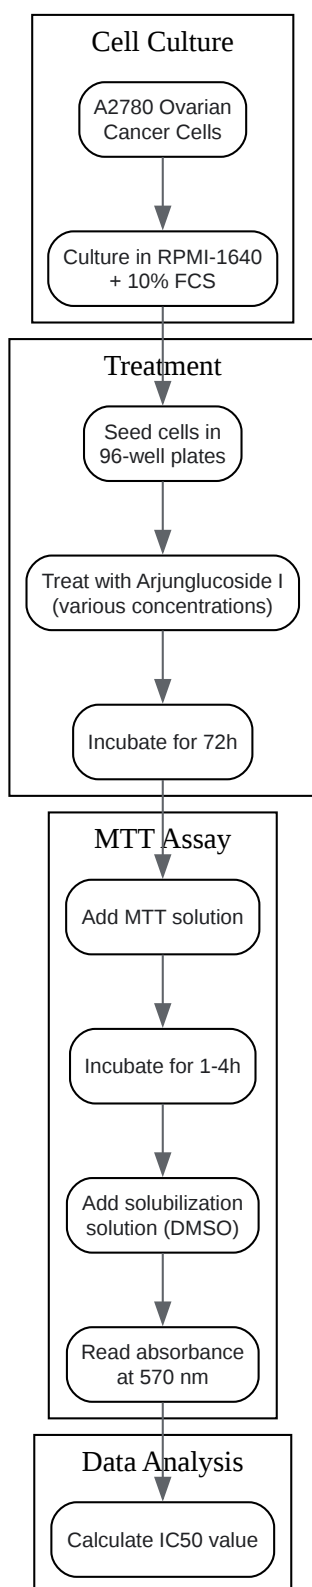 Cell Culture
A2780 Ovarian
Cancer Cells
Culture in RPMI-1640
+ 10% FCS
Treatment
Seed cells in
96-well plates
Treat with Arjunglucoside I
(various concentrations)
Incubate for 72h
MTT Assay
Add MTT solution
Incubate for 1-4h
Add solubilization
solution (DMSO)
Read absorbance
at 570 nm
Data Analysis
Calculate IC50 value